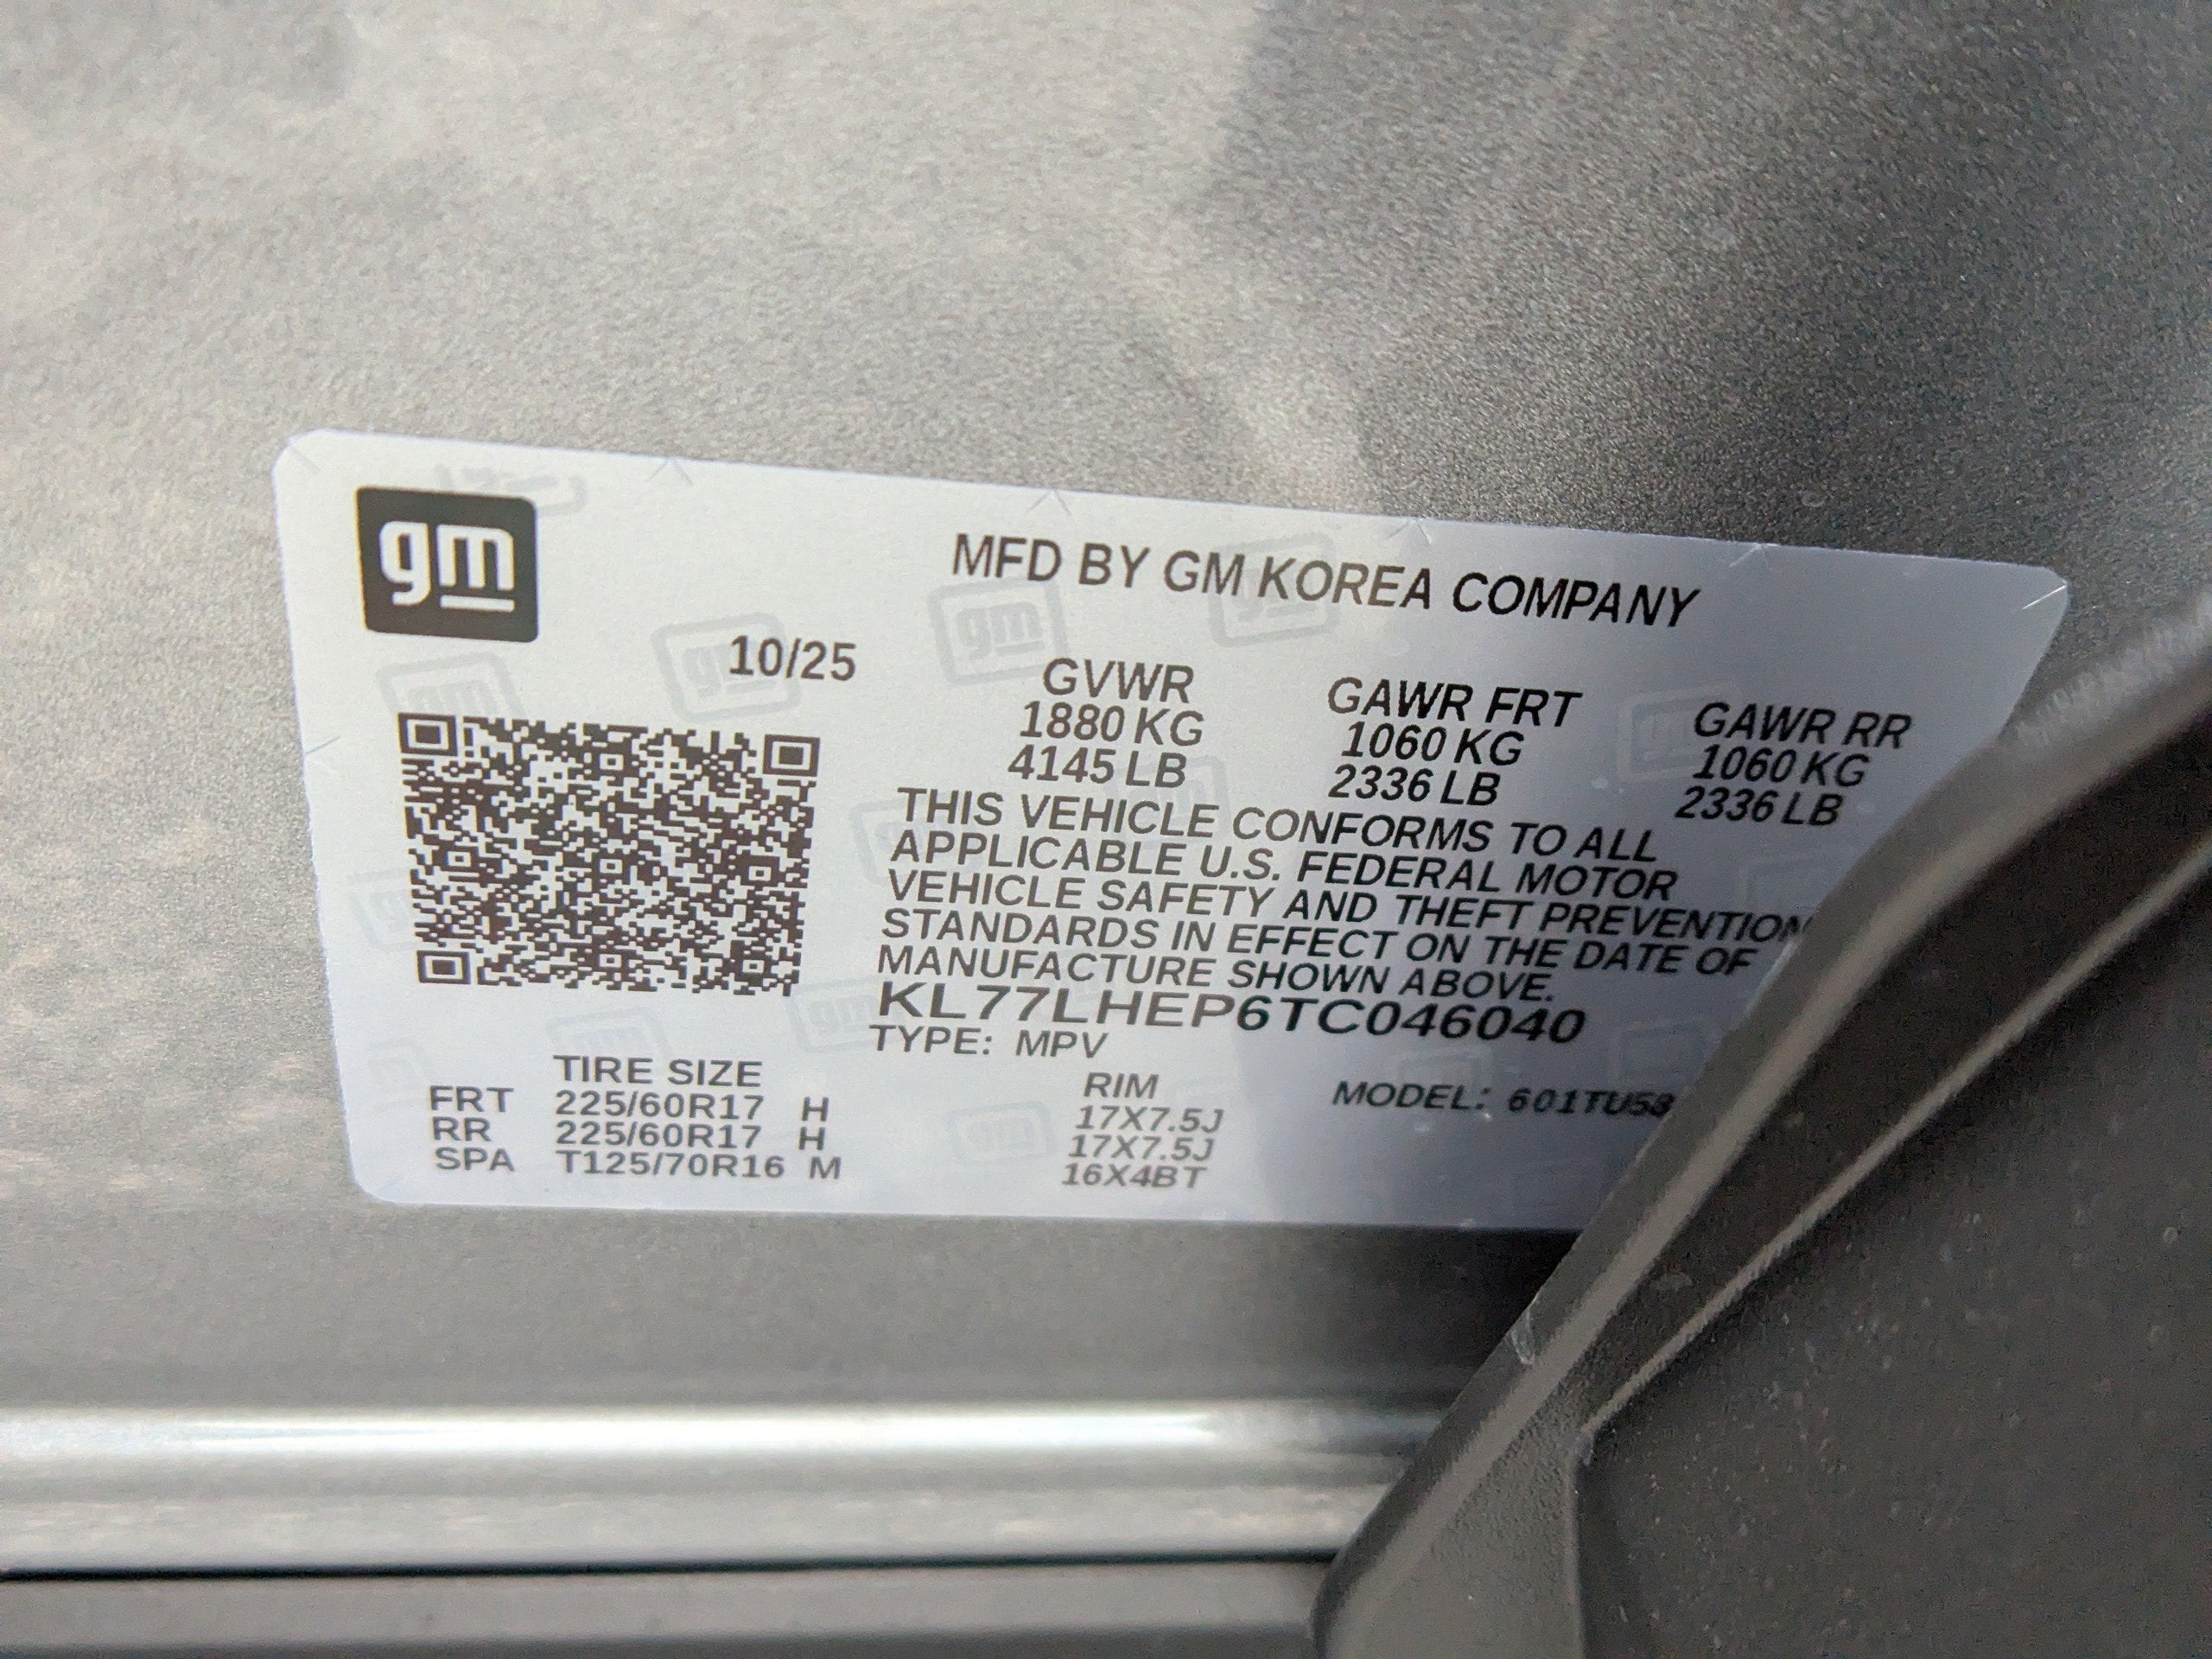 gm
MFD BY GM KOREA COMPANY
10/25
GVWR GAWR FRT GAWR RR
1880 KG 1060 KG 1060 KG
4145 LB 2336 LB 2336 LB
THIS VEHICLE CONFORMS TO ALL
APPLICABLE U.S. FEDERAL MOTOR
VEHICLE SAFETY AND THEFT PREVENTION
STANDARDS IN EFFECT ON THE DATE OF
MANUFACTURE SHOWN ABOVE.
KL77LHEP6TC046040
TYPE: MPV
TIRE SIZE RIM MODEL: 601TU58
FRT 225/60R17 H 17X7.5J
RR 225/60R17 H 17X7.5J
SPA T125/70R16 M 16X4BT